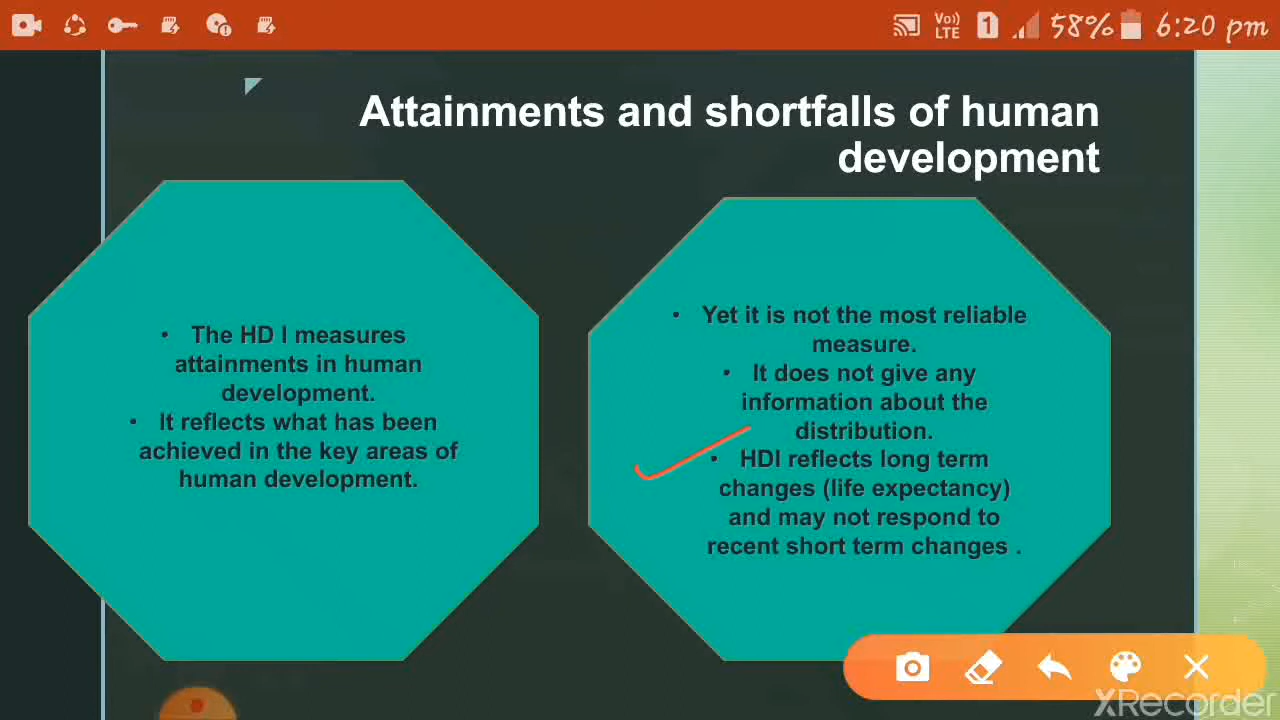 Vo) LTE 1 58% 6:20 pm
Attainments and shortfalls of human
development
• The HD I measures
attainments in human
development.
• It reflects what has been
achieved in the key areas of
human development.
• Yet it is not the most reliable
measure.
• It does not give any
information about the
distribution.
• HDI reflects long term
changes (life expectancy)
and may not respond to
recent short term changes .
XRecorder